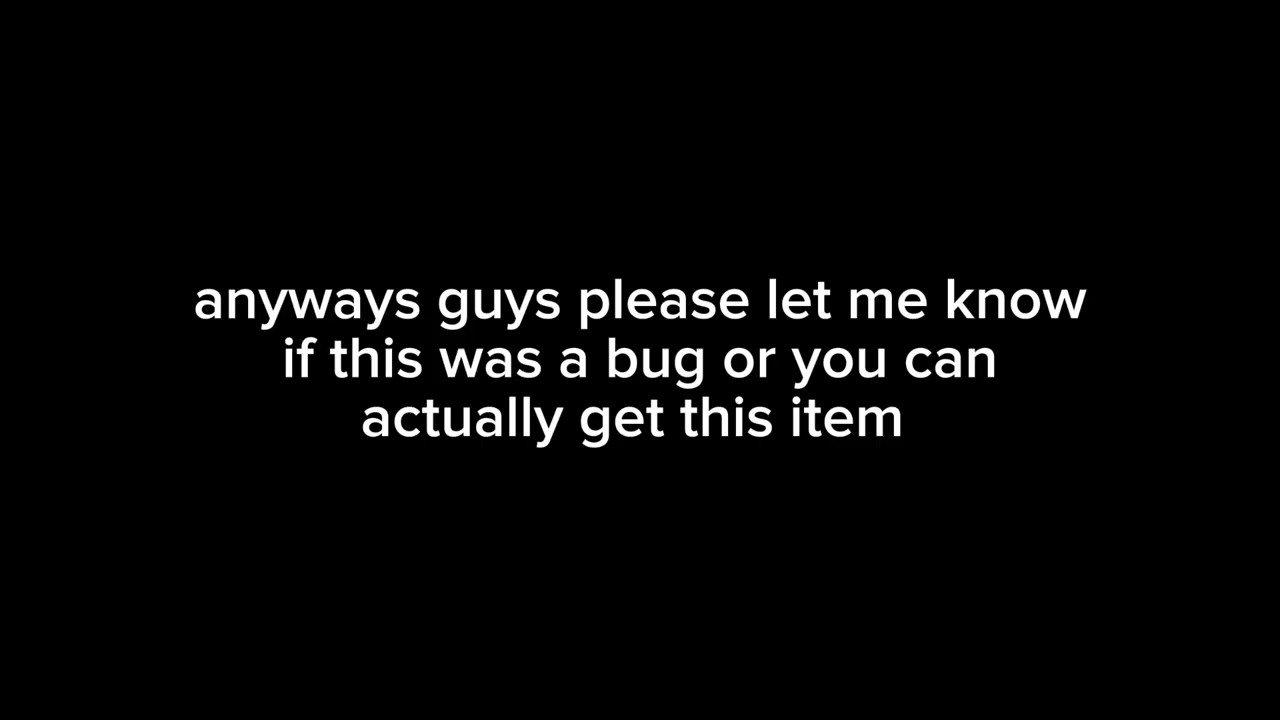 anyways guys please let me know
if this was a bug or you can
actually get this item